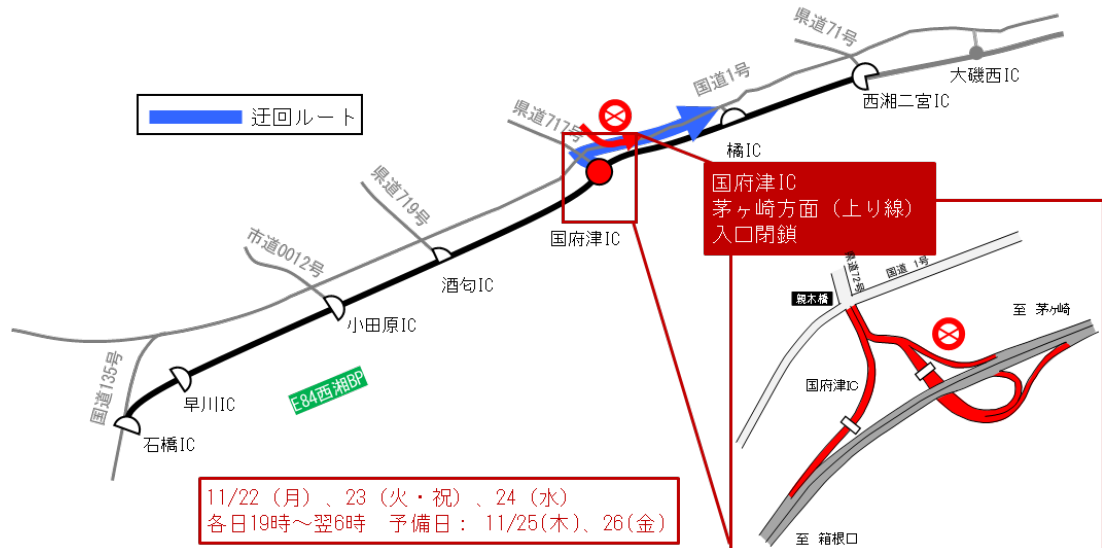 県道71号
大磯西IC
国道1号
西湘二宮IC
迂回ルート
県道717号
橘IC
国府津IC
茅ヶ崎方面（上り線）
入口閉鎖
国府津IC
県道719号
酒匂IC
市道0012号
小田原IC
国道135号
早川IC
石橋IC
E84西湘BP
県道72号
国道 1号
親木橋
至 茅ヶ崎
国府津IC
至 箱根口
11/22（月）、23（火・祝）、24（水）
各日19時～翌6時　予備日： 11/25(木)、26(金)